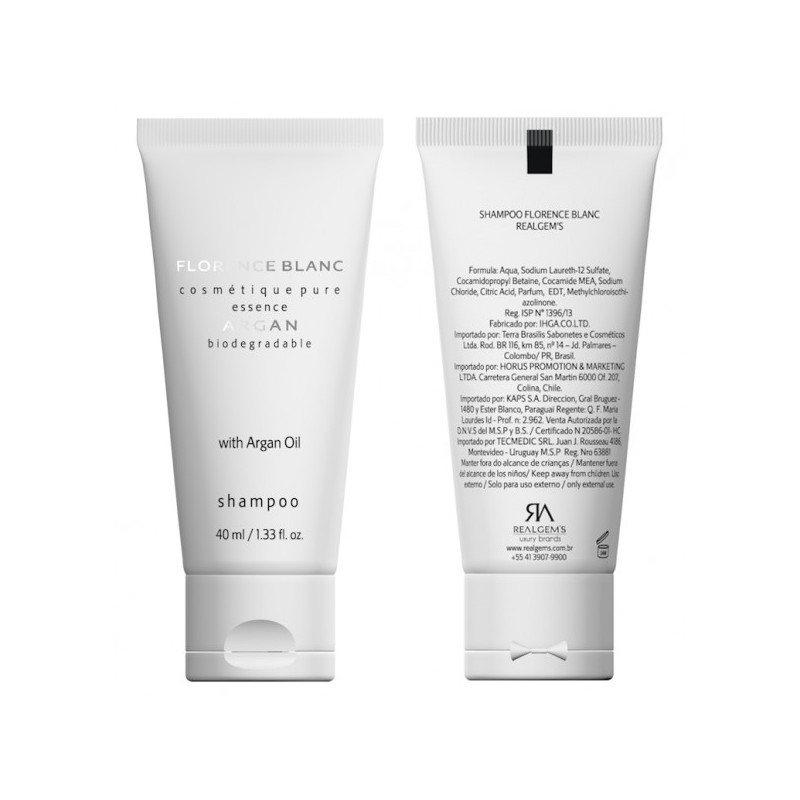 FLORENCE BLANC
cosmétique pure
essence
ARGAN
biodegradable
with Argan Oil
shampoo
40 ml / 1.33 fl. oz.
SHAMPOO FLORENCE BLANC
REALGEM'S
Formula: Aqua, Sodium Laureth-12 Sulfate,
Cocamidopropyl Betaine, Cocamide MEA, Sodium
Chloride, Citric Acid, Parfum, EDT, Methylchloroisothi-
azolinone.
Reg. ISP N° 1396/13
Fabricado por: IHGA.CO.LTD.
Importado por: Terra Brasilis Sabonetes e Cosméticos
Ltda. Rod. BR 116, km 85, nº 14 – Jd. Palmares –
Colombo/ PR, Brasil.
Importado por: HORUS PROMOTION & MARKETING
LTDA. Carretera General San Martin 6000 Of. 207,
Colina, Chile.
Importado por: KAPS S.A. Direccion, Gral Bruguez-
1480 y Ester Blanco, Paraguai Regente: Q. F. Maria
Lourdes Id - Prof. n: 2.962. Venta Autorizada por la
D.N.V.S del M.S.P y B.S. / Certificado N 20586-01- HC.
Importado por TECMEDIC SRL. Juan J. Rousseau 4186,
Montevideo - Uruguay M.S.P Reg. Nro 63881
Manter fora do alcance de crianças / Mantener fuera
del alcance de los niños/ Keep away from children. Uso
externo / Solo para uso externo / only external use.
RA
REALGEM'S
luxury brands
www.realgems.com.br
+55 41 3907-9900